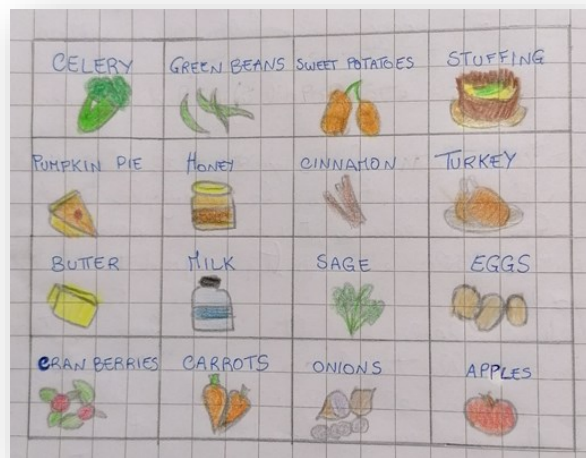 CELERY
GREEN BEANS
SWEET POTATOES
STUFFING
PUMPKIN PIE
HONEY
CINNAMON
TURKEY
BUTTER
MILK
SAGE
EGGS
CRAN BERRIES
CARROTS
ONIONS
APPLES